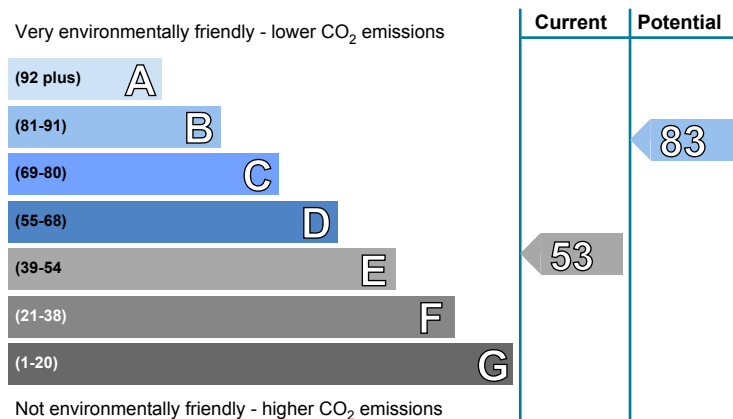 Very environmentally friendly - lower CO2 emissions
Current
Potential
(92 plus) A
(81-91) B
83
(69-80) C
(55-68) D
(39-54 E
53
(21-38) F
(1-20) G
Not environmentally friendly - higher CO2 emissions